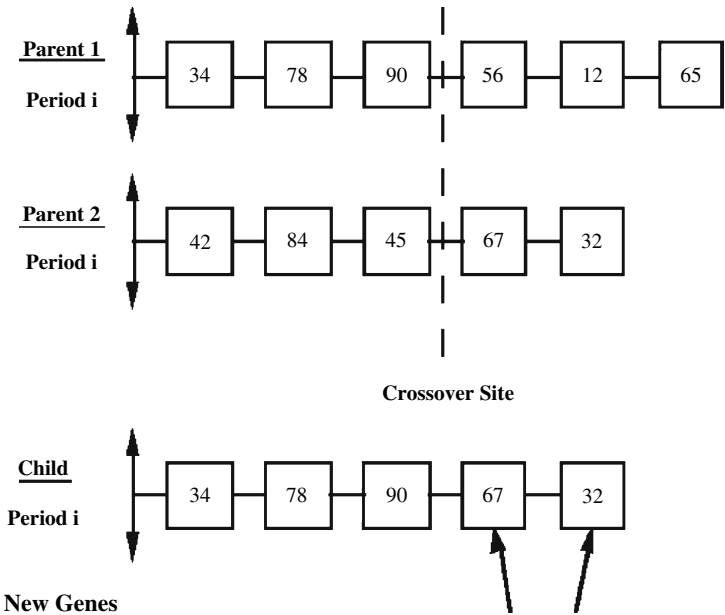 Parent 1
34 78 90 56 12 65
Period i
Parent 2
42 84 45 67 32
Period i
Crossover Site
Child
34 78 90 67 32
Period i
New Genes